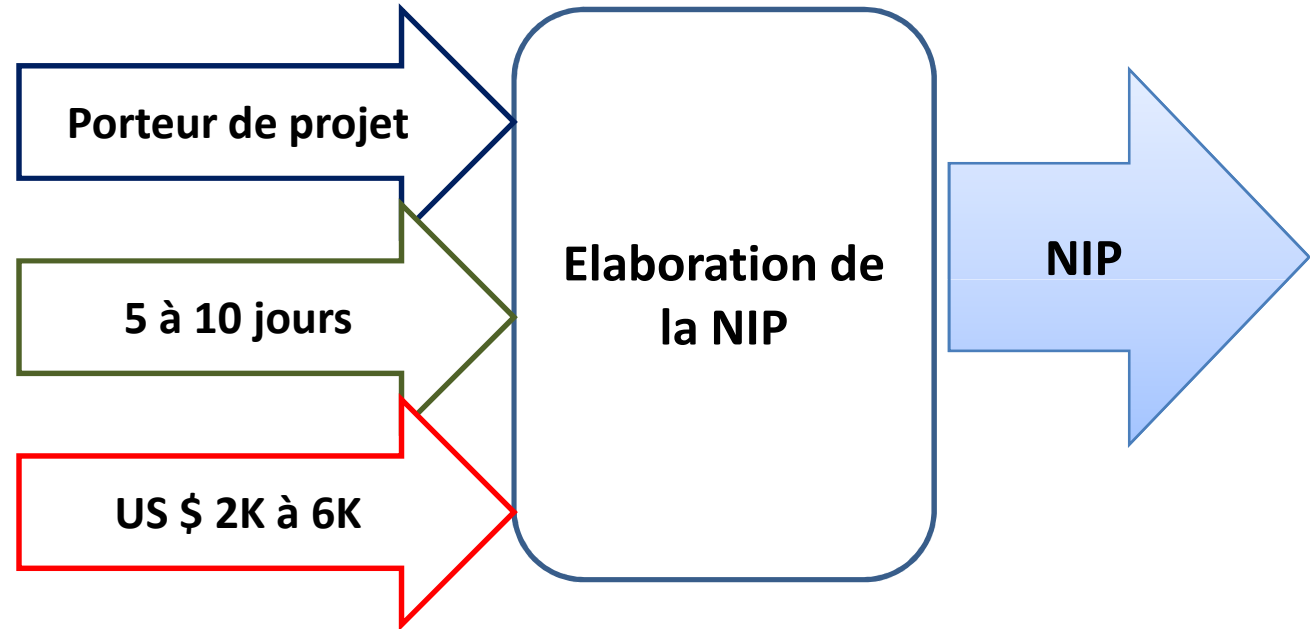 Porteur de projet
5 à 10 jours
US $ 2K à 6K
Elaboration de
la NIP
NIP